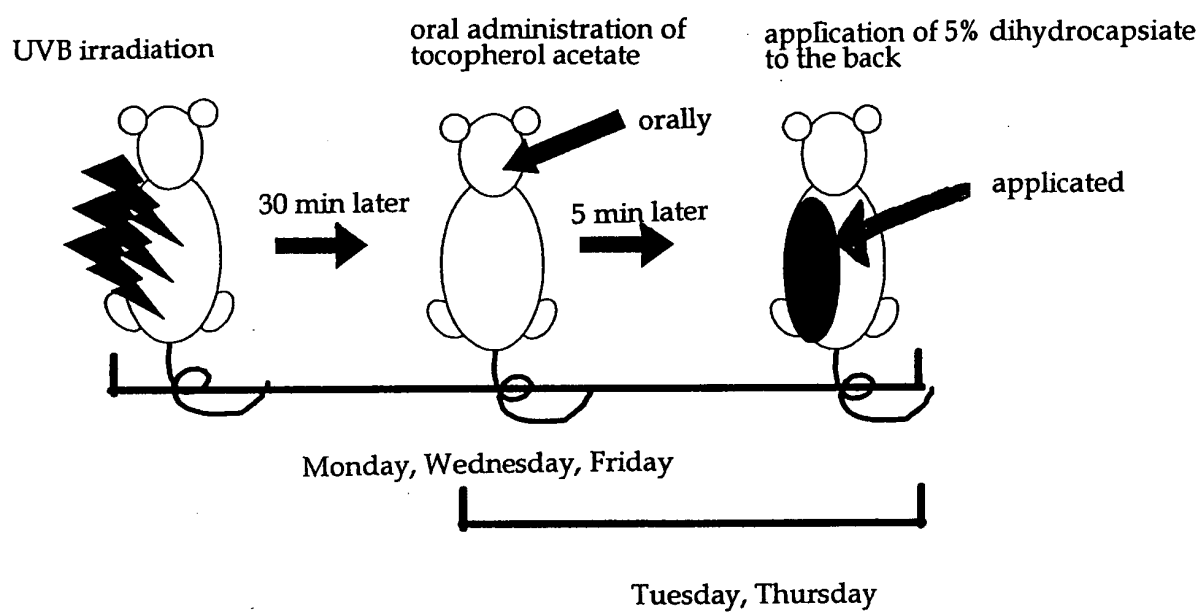 UVB irradiation
oral administration of
tocopherol acetate
application of 5% dihydrocapsiate
to the back
orally
applicated
30 min later
5 min later
Monday, Wednesday, Friday
Tuesday, Thursday